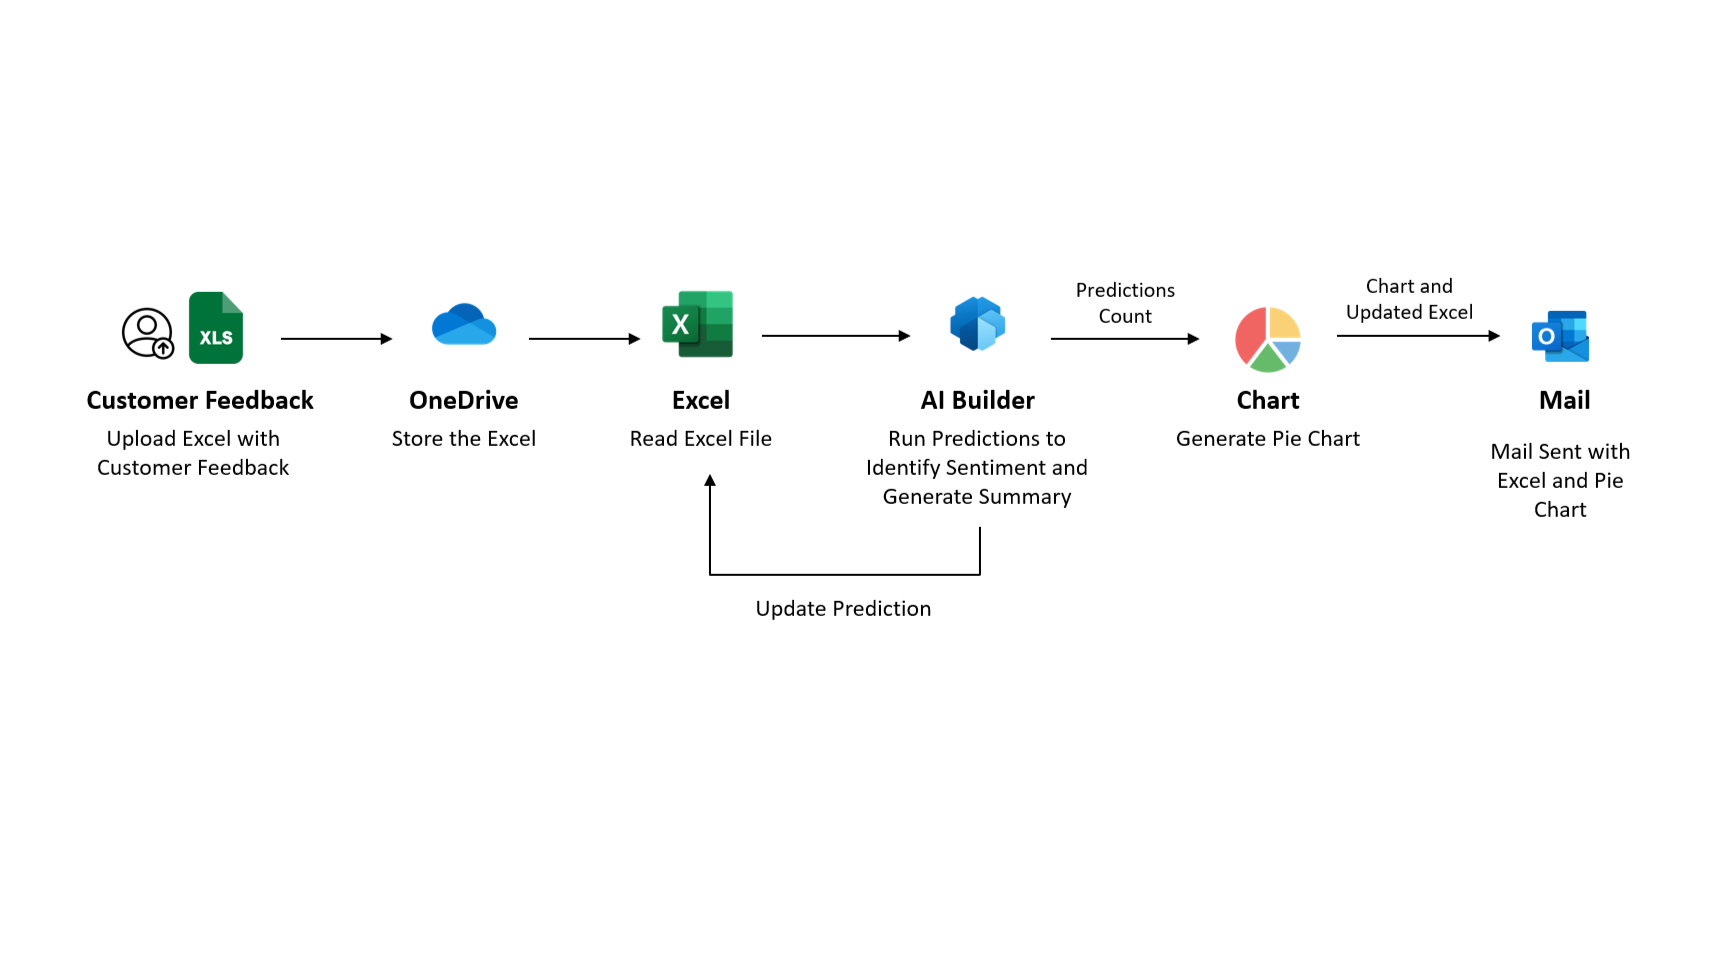 Predictions
Count
Chart and
Updated Excel
XLS
X
O
Customer Feedback
Upload Excel with
Customer Feedback
OneDrive
Store the Excel
Excel
Read Excel File
AI Builder
Run Predictions to
Identify Sentiment and
Generate Summary
Chart
Generate Pie Chart
Mail
Mail Sent with
Excel and Pie
Chart
Update Prediction